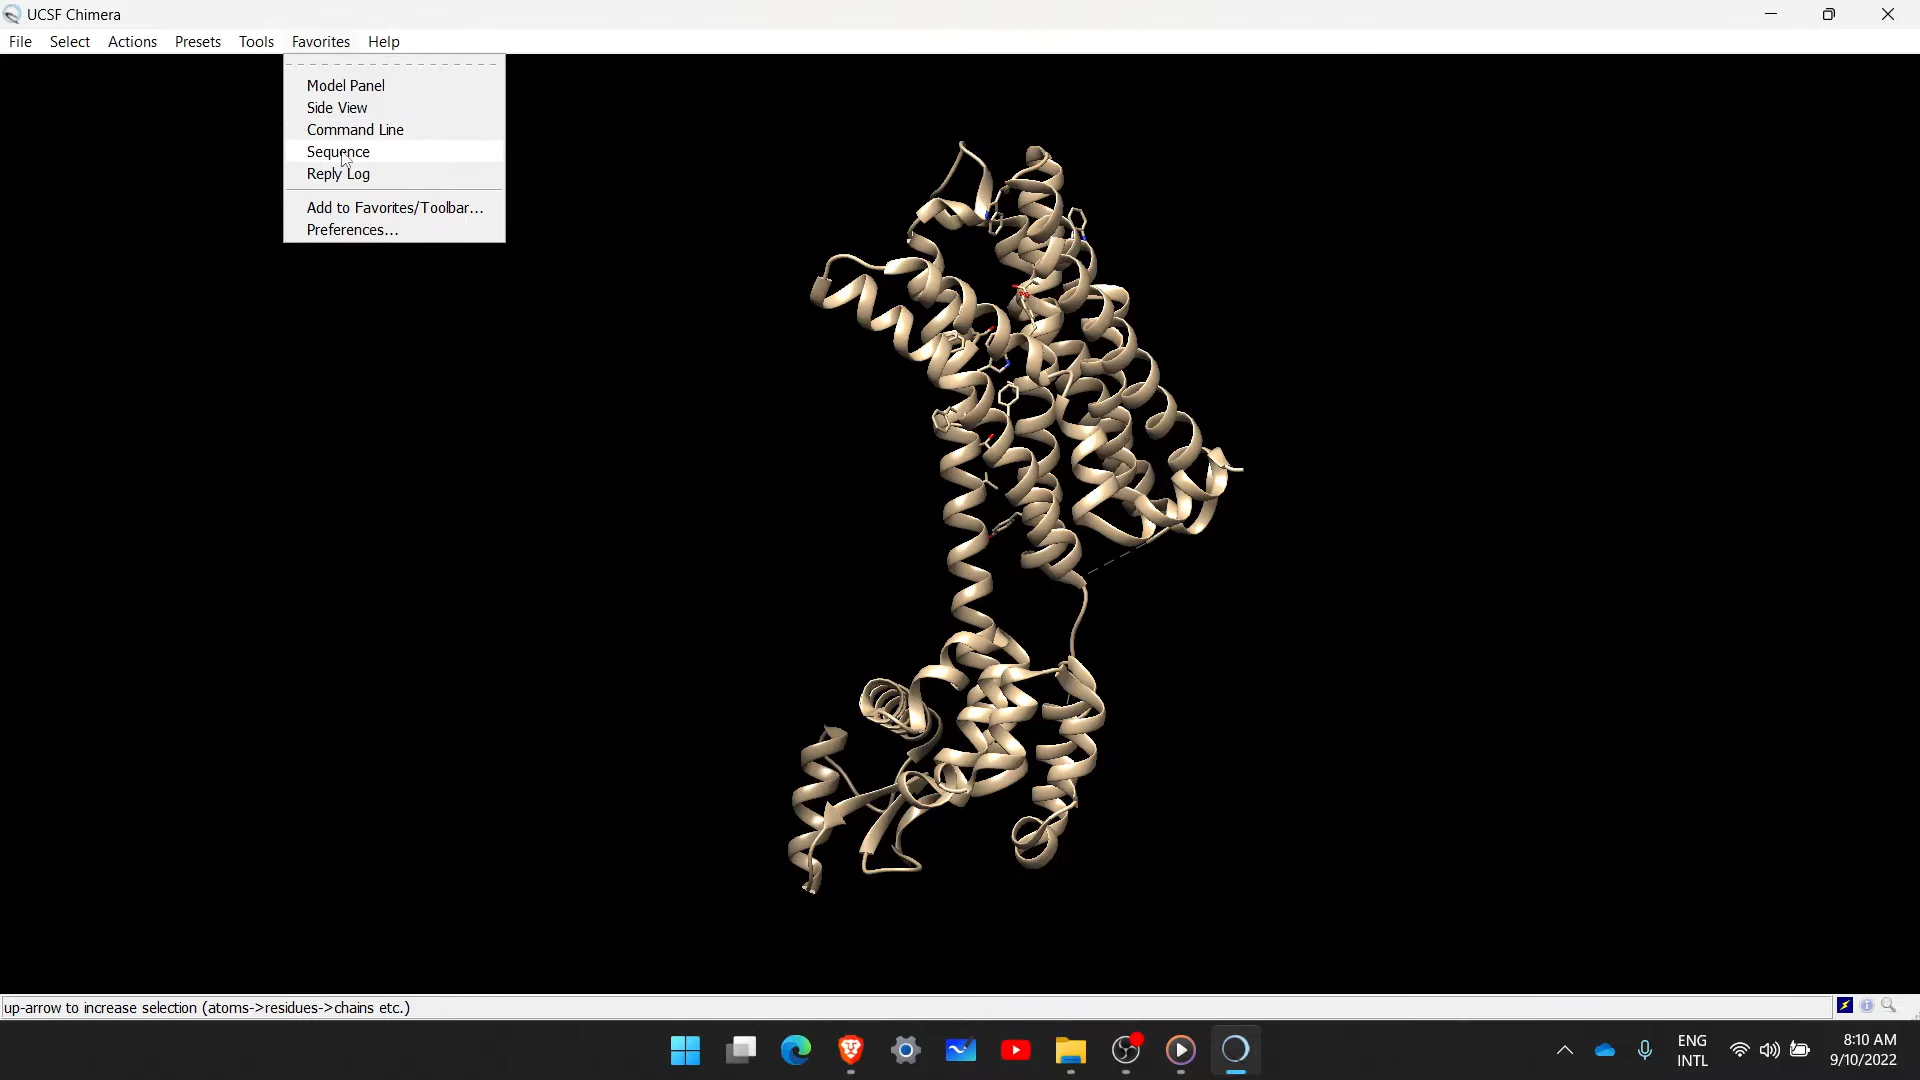 UCSF Chimera
File Select Actions Presets Tools Favorites Help
Model Panel
Side View
Command Line
Sequence
Reply Log
Add to Favorites/Toolbar...
Preferences...
up-arrow to increase selection (atoms->residues->chains etc.)
ENG
INTL
8:10 AM
9/10/2022